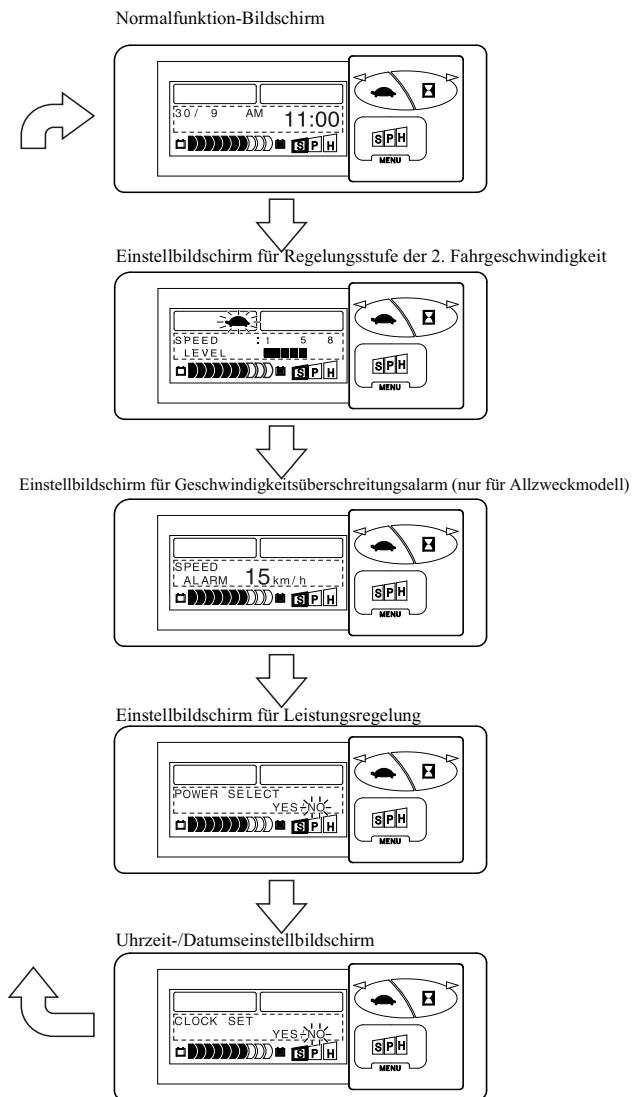 Normalfunktion-Bildschirm
30/ 9 AM 11:00
S P H
S P H
MENU
Einstellbildschirm für Regelungsstufe der 2. Fahrgeschwindigkeit
SPEED : 1 5 8
LEVEL
S P H
S P H
MENU
Einstellbildschirm für Geschwindigkeitsüberschreitungsalarm (nur für Allzweckmodell)
SPEED
ALARM 15 km/h
S P H
S P H
MENU
Einstellbildschirm für Leistungsregelung
POWER SELECT
YES NO
S P H
S P H
MENU
Uhrzeit-/Datumseinstellbildschirm
CLOCK SET
YES NO
S P H
S P H
MENU